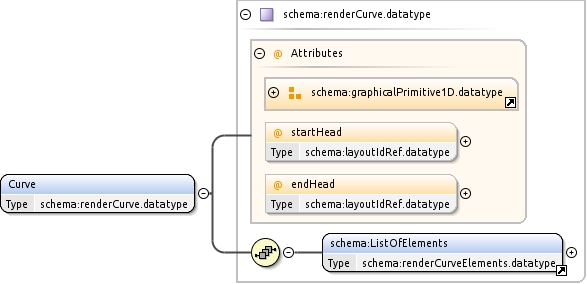 schema:renderCurve.datatype
@ Attributes
schema:graphicalPrimitive1D.datatype
@ startHead
Type schema:layoutIdRef.datatype
@ endHead
Type schema:layoutIdRef.datatype
Curve
Type schema:renderCurve.datatype
schema:ListOfElements
Type schema:renderCurveElements.datatype